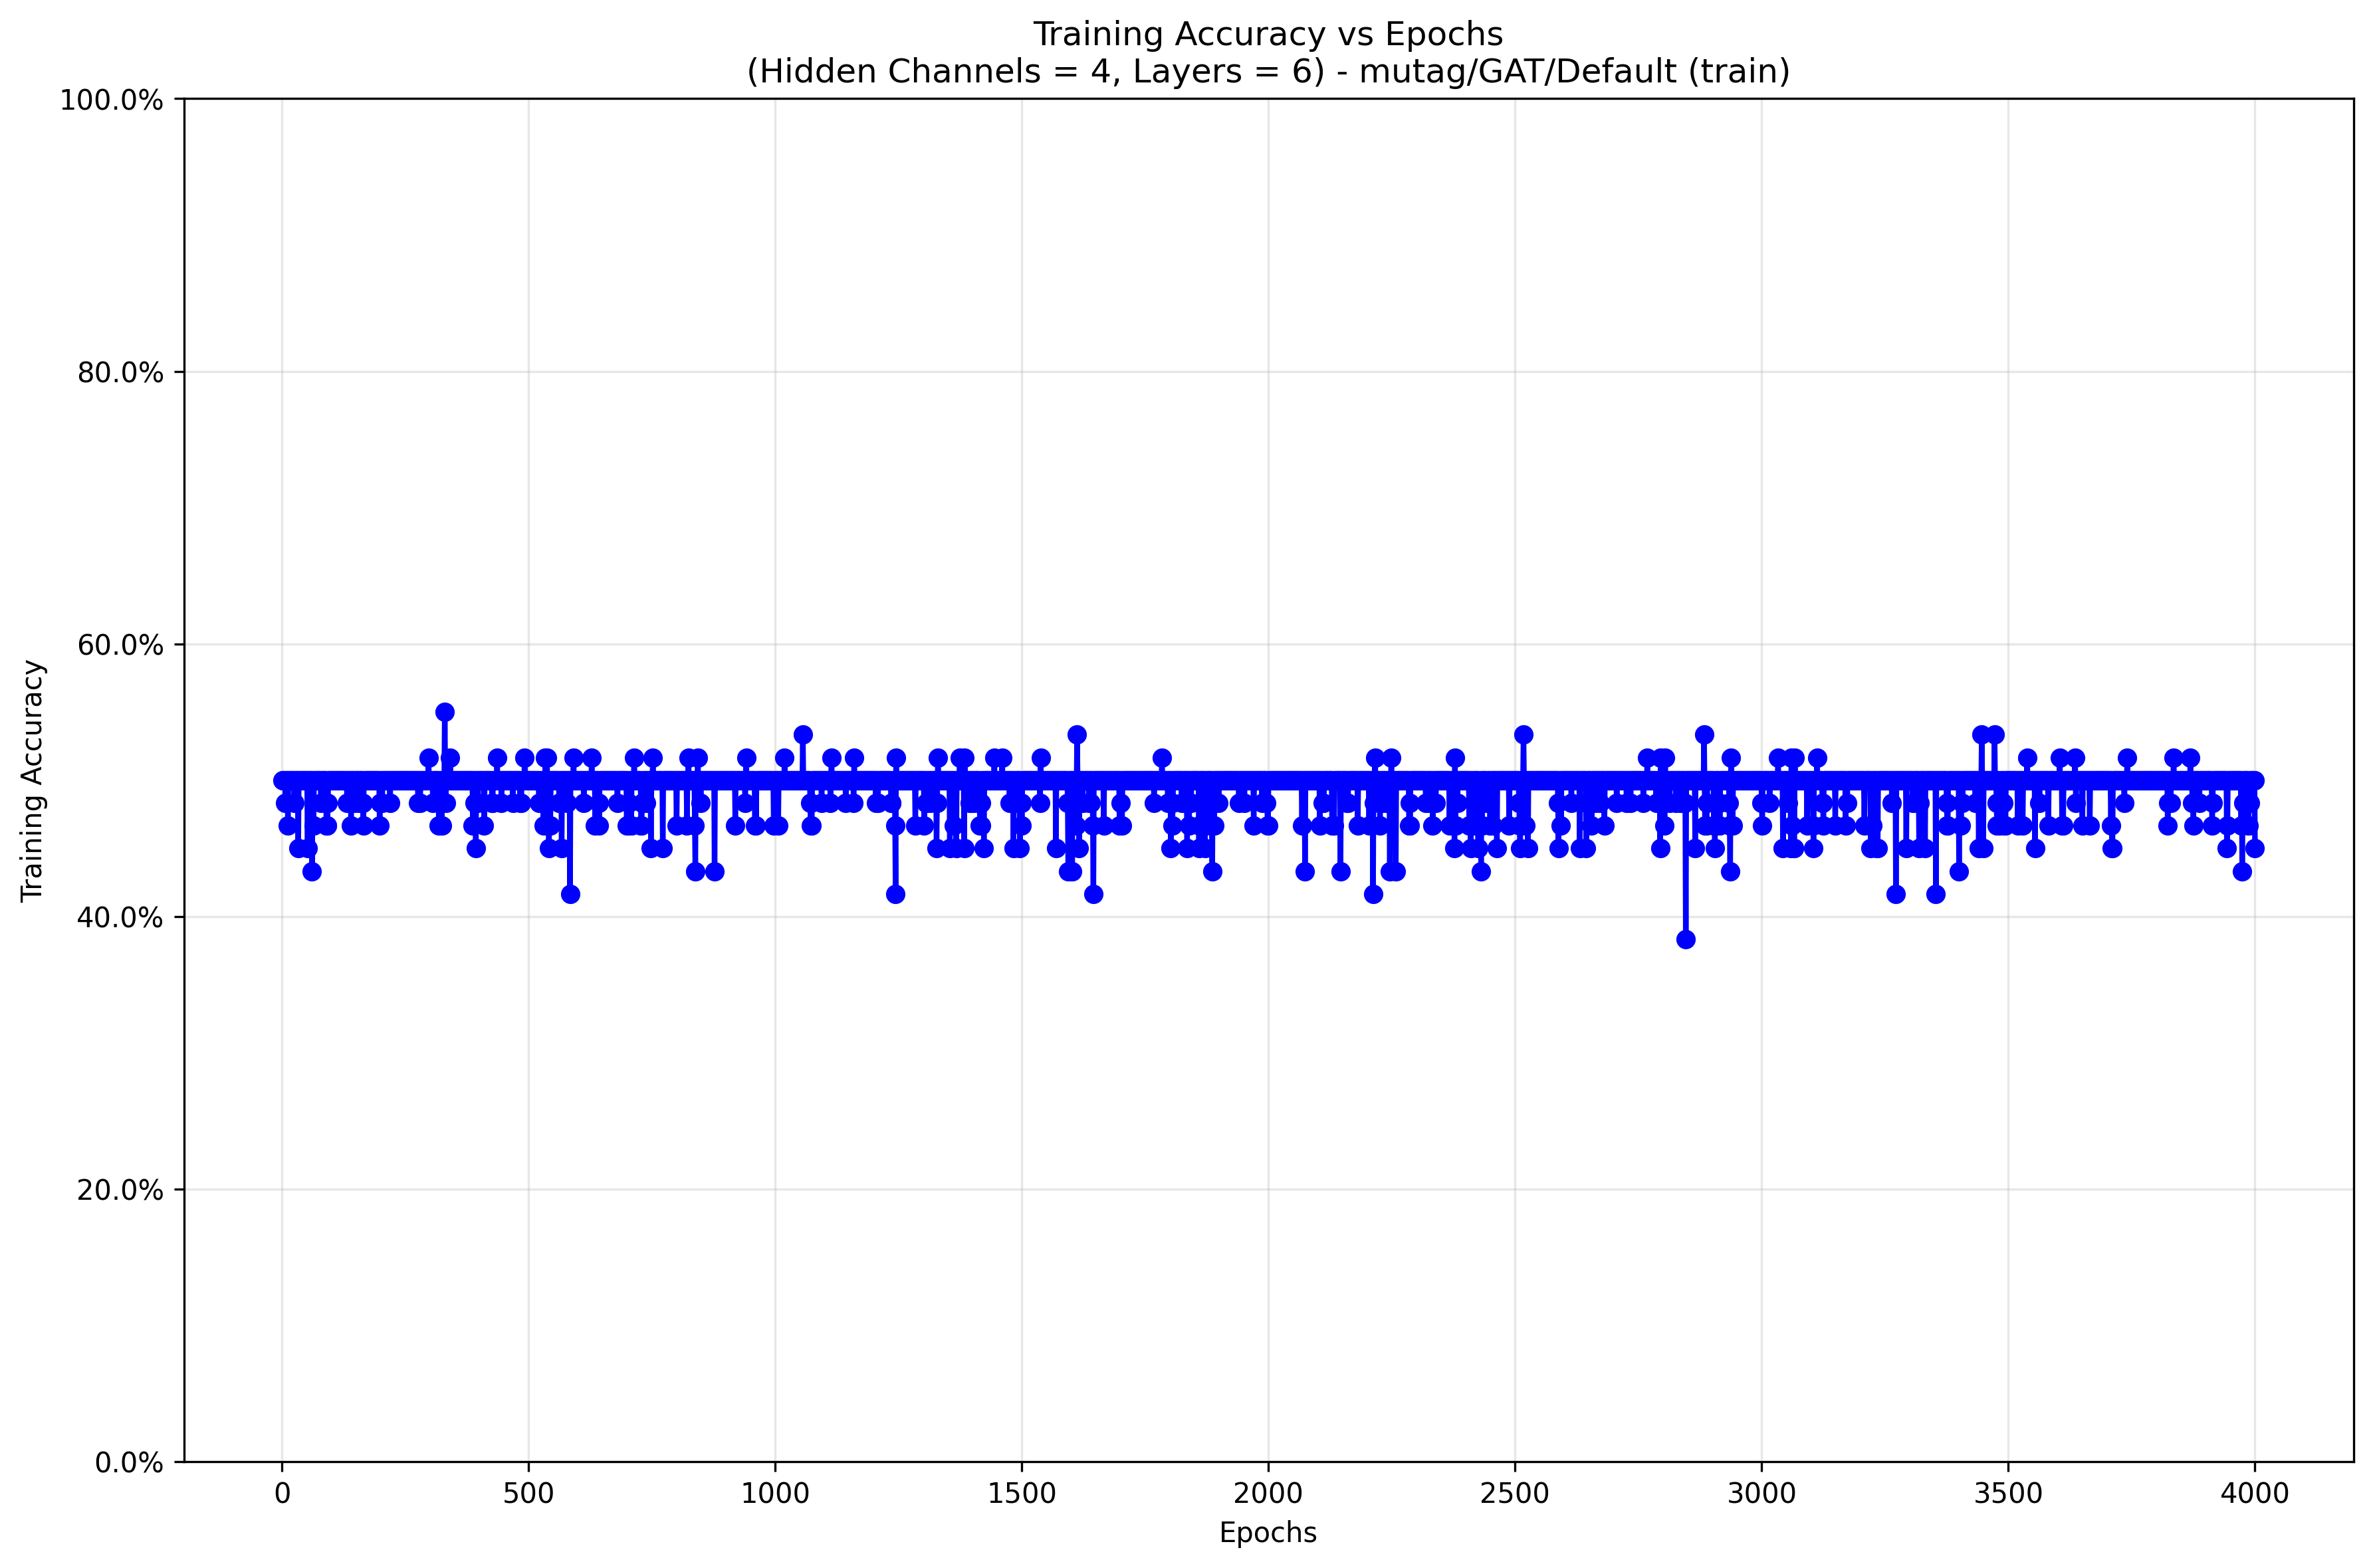 Training Accuracy vs Epochs
(Hidden Channels = 4, Layers = 6) - mutag/GAT/Default (train)
100.0%
80.0%
60.0%
40.0%
20.0%
0.0%
Training Accuracy
0 500 1000 1500 2000 2500 3000 3500 4000
Epochs